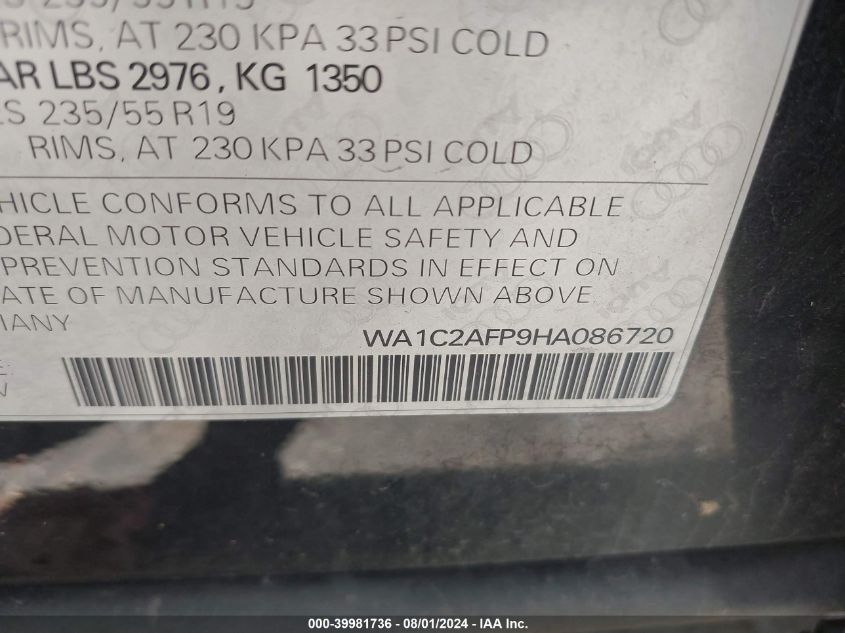 RIMS, AT 230 KPA 33 PSI COLD
AR LBS 2976, KG 1350
S 235/55 R19
RIMS, AT 230 KPA 33 PSI COLD
HICLE CONFORMS TO ALL APPLICABLE
DERAL MOTOR VEHICLE SAFETY AND
PREVENTION STANDARDS IN EFFECT ON
ATE OF MANUFACTURE SHOWN ABOVE
MANY
WA1C2AFP9HA086720
000-39981736 - 08/01/2024 - IAA Inc.